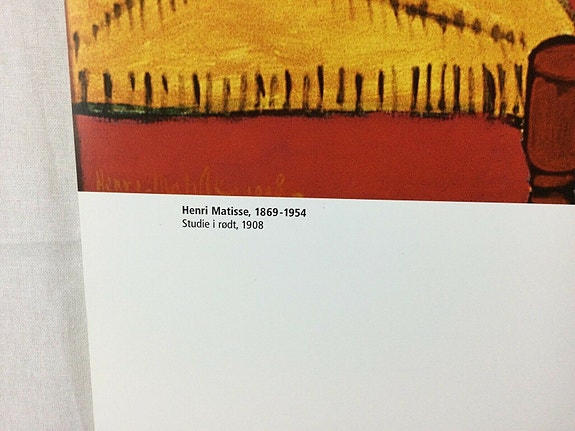 Henri Matisse, 1869-1954
Studie i rødt, 1908